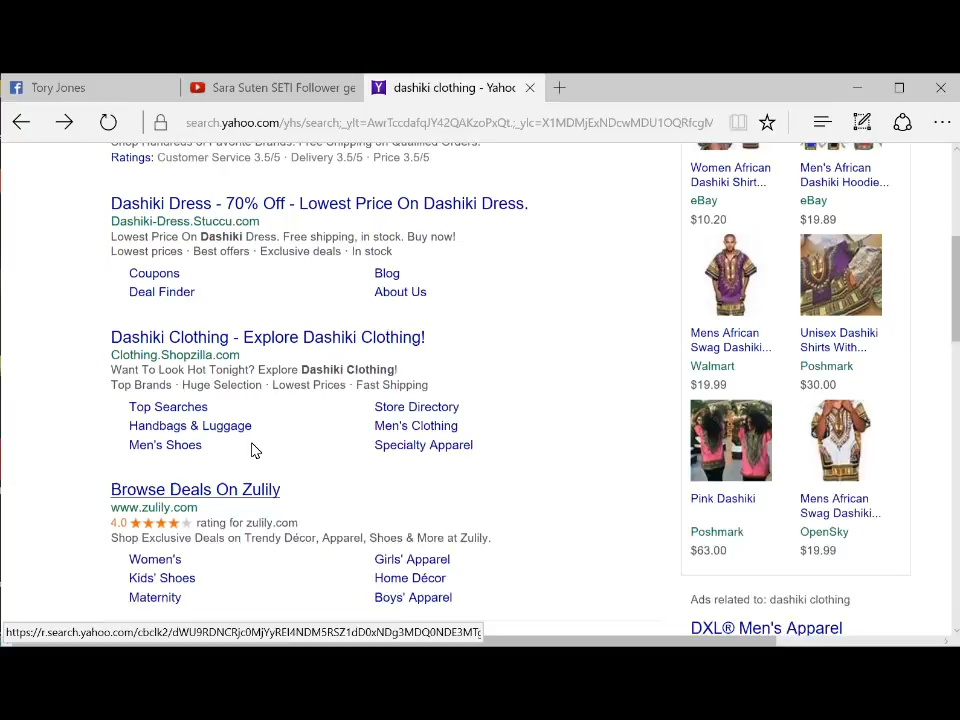 Tory Jones
Sara Suten SETI Follower ge
dashiki clothing - Yahoo
search.yahoo.com/yhs/search;_ylt=AwrTccdafqJY42QAKzoPxQt.;_ylc=X1MDMjExNDcwMDU1OQRfcgM
Shop Hundreds of Favorite Brands. Free Shipping on Qualified Orders.
Ratings: Customer Service 3.5/5 · Delivery 3.5/5 · Price 3.5/5
Dashiki Dress - 70% Off - Lowest Price On Dashiki Dress.
Dashiki-Dress.Stuccu.com
Lowest Price On Dashiki Dress. Free shipping, in stock. Buy now!
Lowest prices · Best offers · Exclusive deals · In stock
Coupons
Blog
Deal Finder
About Us
Dashiki Clothing - Explore Dashiki Clothing!
Clothing.Shopzilla.com
Want To Look Hot Tonight? Explore Dashiki Clothing!
Top Brands · Huge Selection · Lowest Prices · Fast Shipping
Top Searches
Store Directory
Handbags & Luggage
Men's Clothing
Men's Shoes
Specialty Apparel
Browse Deals On Zulily
www.zulily.com
4.0 ★★★★★ rating for zulily.com
Shop Exclusive Deals on Trendy Décor, Apparel, Shoes & More at Zulily.
Women's
Girls' Apparel
Kids' Shoes
Home Décor
Maternity
Boys' Apparel
https://r.search.yahoo.com/cbclk2/dWU9RDNCRjc0MjYyREI4NDM5RSZ1dD0xNDg3MDQ0NDE3MTg
Women African
Dashiki Shirt...
eBay
$10.20
Men's African
Dashiki Hoodie...
eBay
$19.89
Mens African
Swag Dashiki...
Walmart
$19.99
Unisex Dashiki
Shirts With...
Poshmark
$30.00
Pink Dashiki
Poshmark
$63.00
Mens African
Swag Dashiki...
OpenSky
$19.99
Ads related to: dashiki clothing
DXL® Men's Apparel